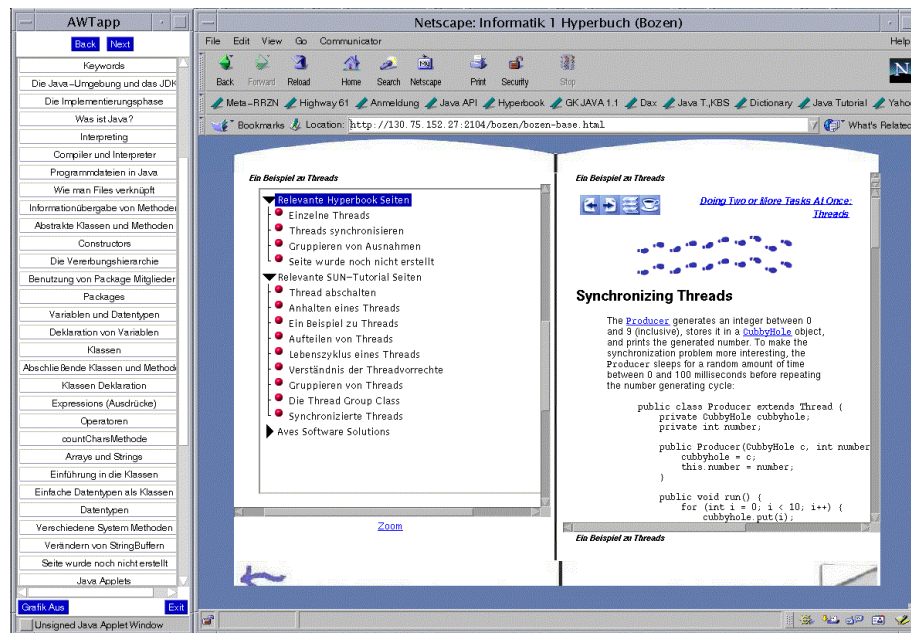 AWTapp
Back Next
Keywords
Die Java-Umgebung und das JDK
Die Implementierungsphase
Was ist Java?
Interpreting
Compiler und Interpreter
Programmdateien in Java
Wie man Files verknüpft
Informationübergabe von Methoden
Abstrakte Klassen und Methoden
Constructors
Die Vererbungshierarchie
Benutzung von Package Mitglieder
Packages
Variablen und Datentypen
Deklaration von Variablen
Klassen
Abschließende Klassen und Method
Klassen Deklaration
Expressions (Ausdrücke)
Operatoren
countCharsMethode
Arrays und Strings
Einführung in die Klassen
Einfache Datentypen als Klassen
Datentypen
Verschiedene System Methoden
Verändern von StringBuffern
Seite wurde noch nicht erstellt
Java Applets
Grafik Aus Exit
Unsigned Java Applet Window
Netscape: Informatik 1 Hyperbuch (Bozen)
File Edit View Go Communicator Help
Back Forward Reload Home Search Netscape Print Security Stop
N
Meta-RRZN Highway 61 Anmeldung Java API Hyperbook GK JAVA 1.1 Dax Java T.,KBS Dictionary Java Tutorial Yahoo
Bookmarks Location: http://130.75.152.27:2104/bozen/bozen-base.html What's Related
Ein Beispiel zu Threads
Relevante Hyperbook Seiten
Einzelne Threads
Threads synchronisieren
Gruppieren von Ausnahmen
Seite wurde noch nicht erstellt
Relevante SUN-Tutorial Seiten
Thread abschalten
Anhalten eines Threads
Ein Beispiel zu Threads
Aufteilen von Threads
Lebenszyklus eines Threads
Verständnis der Threadvorrechte
Gruppieren von Threads
Die Thread Group Class
Synchronizierte Threads
Aves Software Solutions
Zoom
Ein Beispiel zu Threads
Doing Two or More Tasks At Once:
Threads
Synchronizing Threads
The Producer generates an integer between 0
and 9 (inclusive), stores it in a CubbyHole object,
and prints the generated number. To make the
synchronization problem more interesting, the
Producer sleeps for a random amount of time
between 0 and 100 milliseconds before repeating
the number generating cycle:
public class Producer extends Thread {
private CubbyHole cubbyhole;
private int number;
public Producer(CubbyHole c, int number
cubbyhole = c;
this.number = number;
}
public void run() {
for (int i = 0; i < 10; i++) {
cubbyhole.put(i);
Ein Beispiel zu Threads